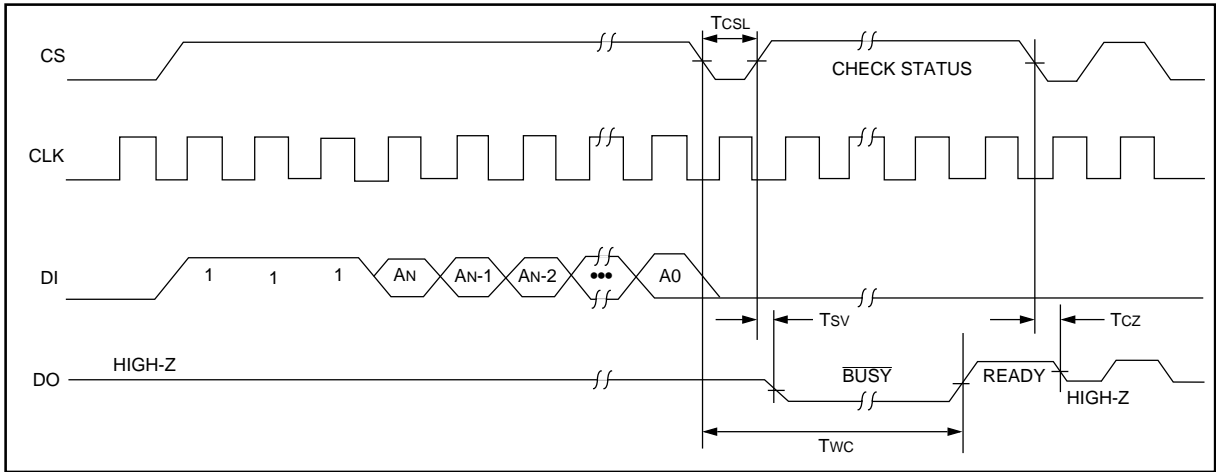 TCSL
CS
CHECK STATUS
CLK
DI
1 1 1 AN AN-1 AN-2 ••• A0
TSV
TCZ
DO
HIGH-Z
BUSY
READY
HIGH-Z
TWC